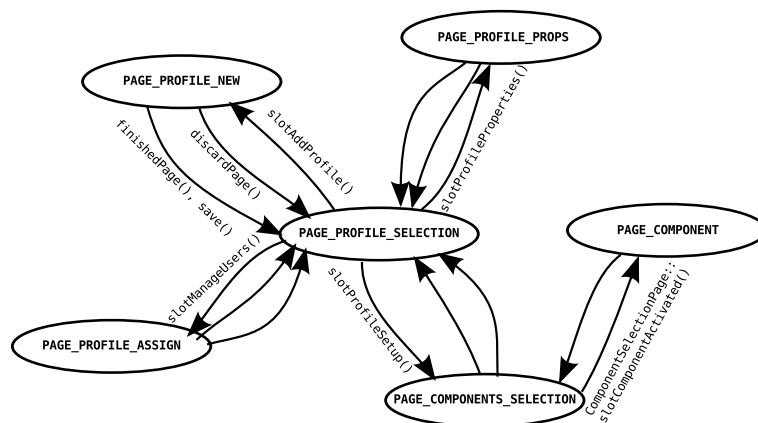 PAGE_PROFILE_PROPS
PAGE_PROFILE_NEW
slotProfileProperties()
slotAddProfile()
discardPage()
finishedPage(), save()
PAGE_PROFILE_SELECTION
PAGE_COMPONENT
slotManageUsers()
slotProfileSetup()
ComponentSelectionPage::
slotComponentActivated()
PAGE_PROFILE_ASSIGN
PAGE_COMPONENTS_SELECTION